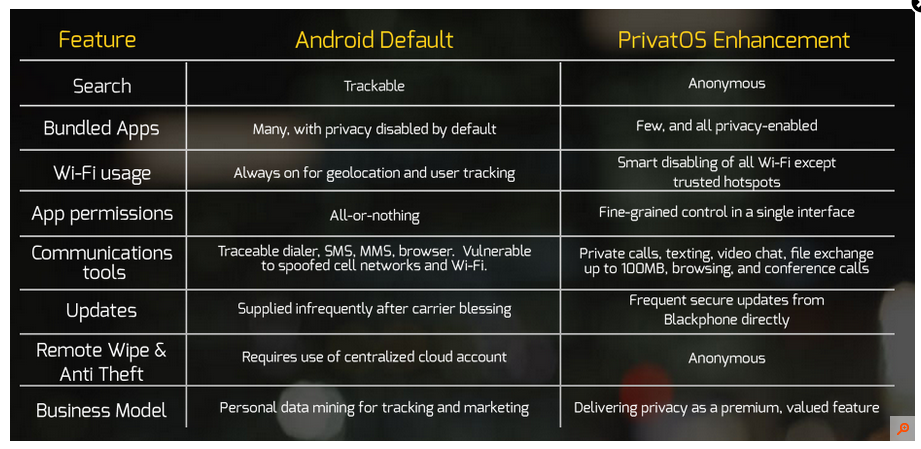 Feature Android Default PrivatOS Enhancement
Search Trackable Anonymous
Bundled Apps Many, with privacy disabled by default Few, and all privacy-enabled
Wi-Fi usage Always on for geolocation and user tracking Smart disabling of all Wi-Fi except
trusted hotspots
App permissions All-or-nothing Fine-grained control in a single interface
Communications
tools
Traceable dialer, SMS, MMS, browser. Vulnerable
to spoofed cell networks and Wi-Fi.
Private calls, texting, video chat, file exchange
up to 100MB, browsing, and conference calls
Updates Supplied infrequently after carrier blessing Frequent secure updates from
Blackphone directly
Remote Wipe &
Anti Theft
Requires use of centralized cloud account Anonymous
Business Model Personal data mining for tracking and marketing Delivering privacy as a premium, valued feature